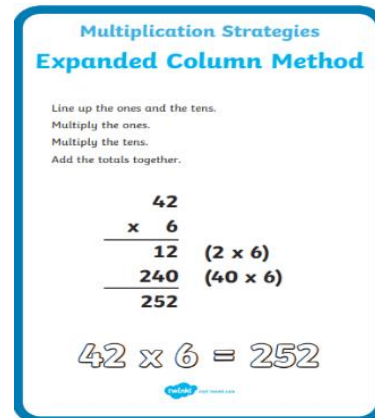 Multiplication Strategies
Expanded Column Method
Line up the ones and the tens.
Multiply the ones.
Multiply the tens.
Add the totals together.
42
x 6
12 (2 x 6)
240 (40 x 6)
252
42 x 6 = 252
twinkl